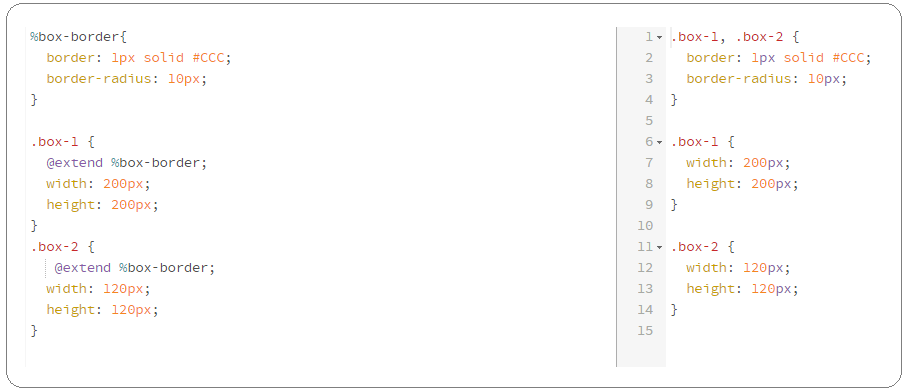 %box-border{
  border: 1px solid #CCC;
  border-radius: 10px;
}

.box-1 {
  @extend %box-border;
  width: 200px;
  height: 200px;
}
.box-2 {
   @extend %box-border;
  width: 120px;
  height: 120px;
}

1 .box-1, .box-2 {
2   border: 1px solid #CCC;
3   border-radius: 10px;
4 }
5
6 .box-1 {
7   width: 200px;
8   height: 200px;
9 }
10
11 .box-2 {
12   width: 120px;
13   height: 120px;
14 }
15